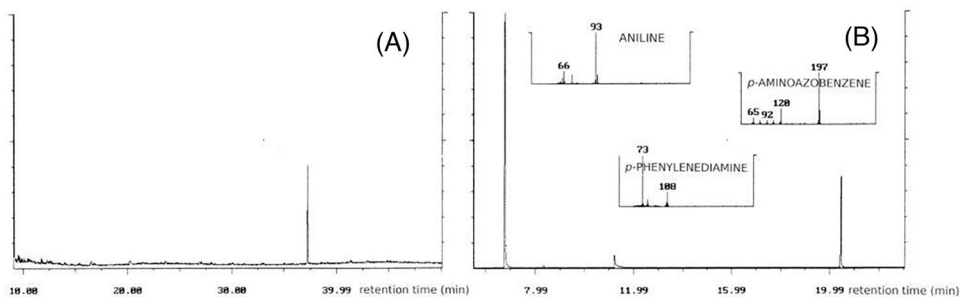 (A)
10.00 20.00 30.00 39.99 retention time (min)
(B)
ANILINE
93
66
p-AMINOAZOBENZENE
197
120
65 92
p-PHENYLENEDIAMINE
73
108
7.99 11.99 15.99 19.99 retention time (min)